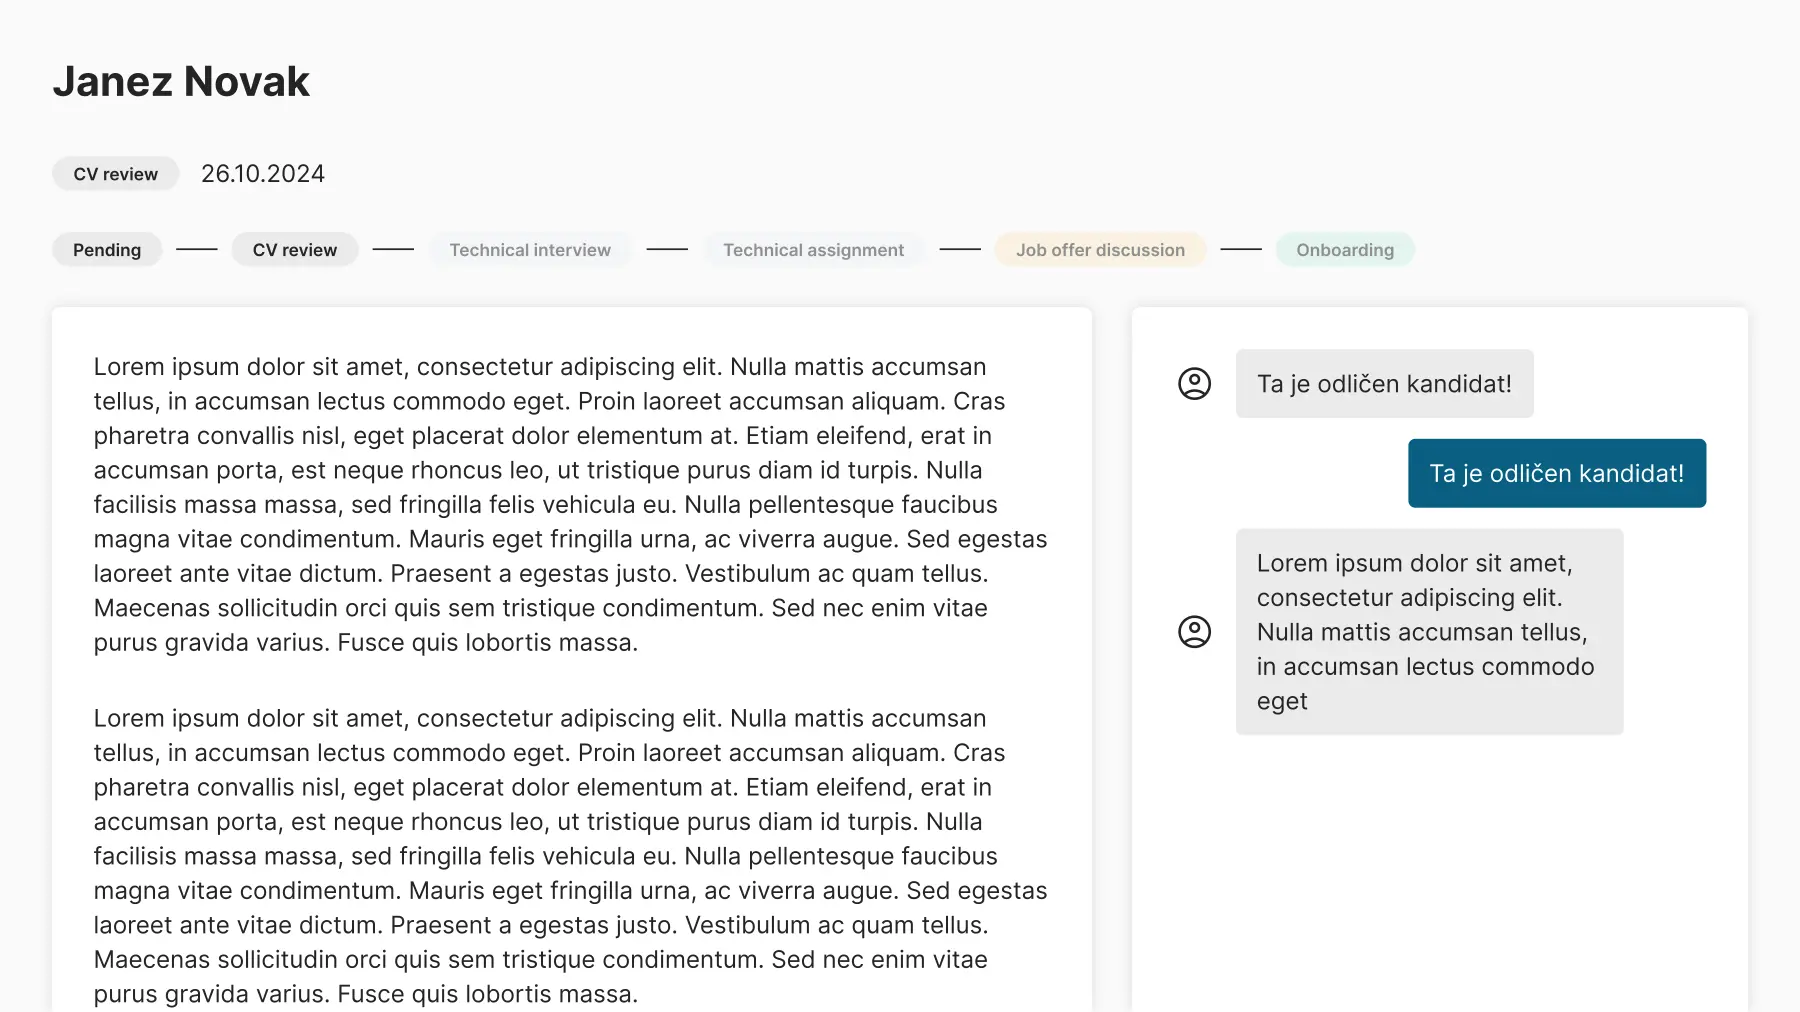 Janez Novak
CV review 26.10.2024
Pending CV review Technical interview Technical assignment Job offer discussion Onboarding
Lorem ipsum dolor sit amet, consectetur adipiscing elit. Nulla mattis accumsan
tellus, in accumsan lectus commodo eget. Proin laoreet accumsan aliquam. Cras
pharetra convallis nisl, eget placerat dolor elementum at. Etiam eleifend, erat in
accumsan porta, est neque rhoncus leo, ut tristique purus diam id turpis. Nulla
facilisis massa massa, sed fringilla felis vehicula eu. Nulla pellentesque faucibus
magna vitae condimentum. Mauris eget fringilla urna, ac viverra augue. Sed egestas
laoreet ante vitae dictum. Praesent a egestas justo. Vestibulum ac quam tellus.
Maecenas sollicitudin orci quis sem tristique condimentum. Sed nec enim vitae
purus gravida varius. Fusce quis lobortis massa.
Lorem ipsum dolor sit amet, consectetur adipiscing elit. Nulla mattis accumsan
tellus, in accumsan lectus commodo eget. Proin laoreet accumsan aliquam. Cras
pharetra convallis nisl, eget placerat dolor elementum at. Etiam eleifend, erat in
accumsan porta, est neque rhoncus leo, ut tristique purus diam id turpis. Nulla
facilisis massa massa, sed fringilla felis vehicula eu. Nulla pellentesque faucibus
magna vitae condimentum. Mauris eget fringilla urna, ac viverra augue. Sed egestas
laoreet ante vitae dictum. Praesent a egestas justo. Vestibulum ac quam tellus.
Maecenas sollicitudin orci quis sem tristique condimentum. Sed nec enim vitae
purus gravida varius. Fusce quis lobortis massa.
Ta je odličen kandidat!
Ta je odličen kandidat!
Lorem ipsum dolor sit amet,
consectetur adipiscing elit.
Nulla mattis accumsan tellus,
in accumsan lectus commodo
eget